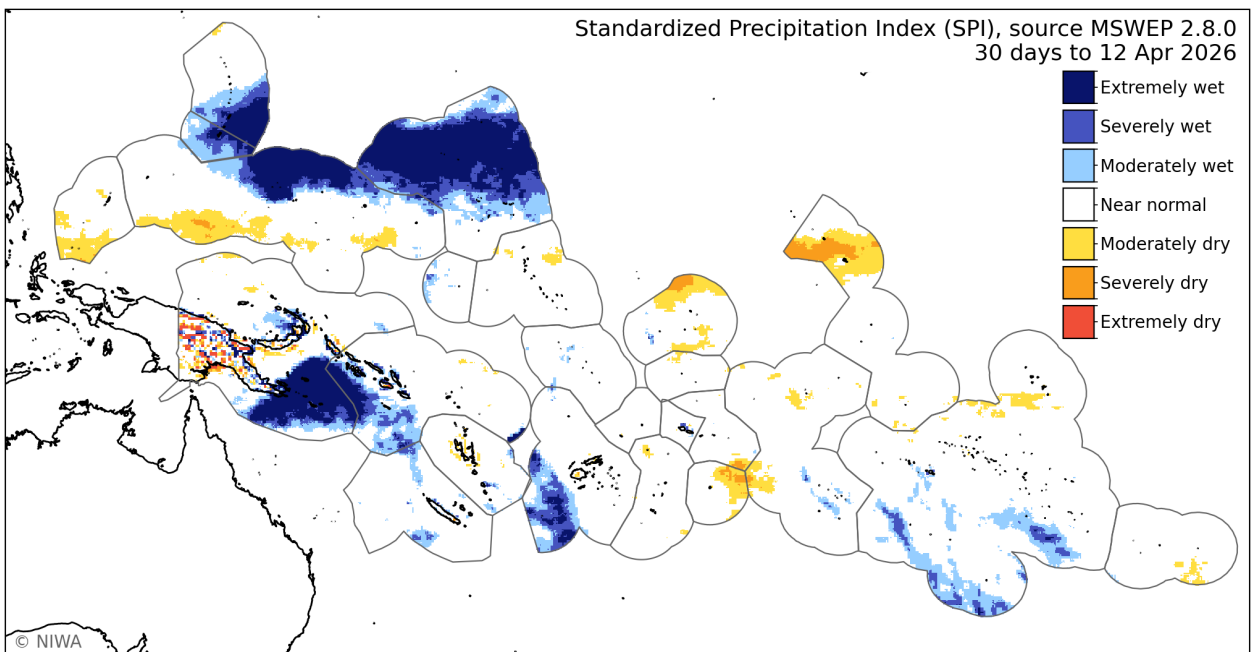 Standardized Precipitation Index (SPI), source MSWEP 2.8.0
30 days to 12 Apr 2026
Extremely wet
Severely wet
Moderately wet
Near normal
Moderately dry
Severely dry
Extremely dry
© NIWA